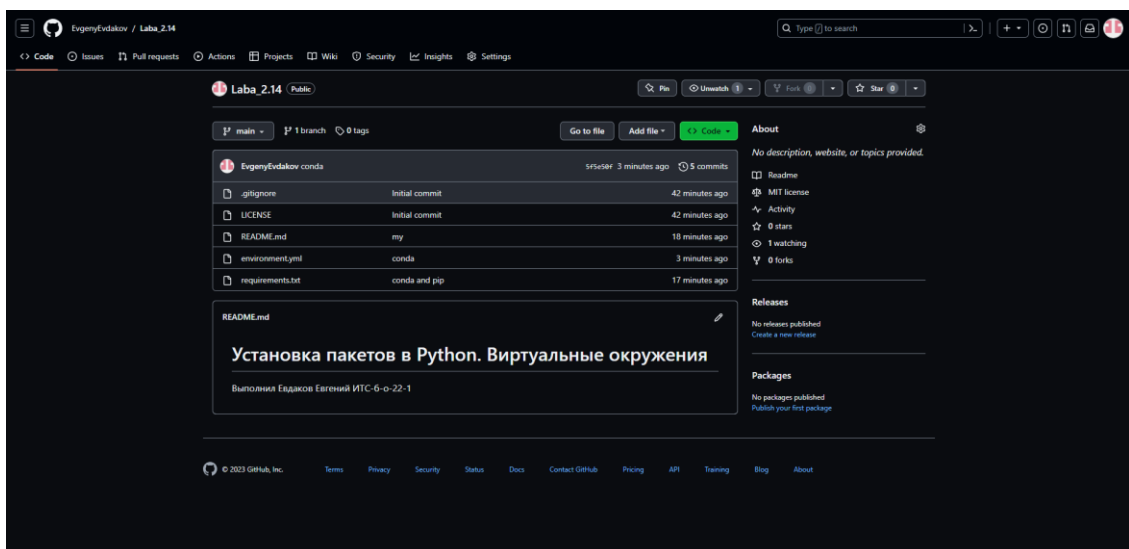 EvgenyEvdakov / Laba_2.14
Type / to search
Code Issues Pull requests Actions Projects Wiki Security Insights Settings
Laba_2.14 Public
Pin Unwatch 1 Fork 0 Star 0
main 1 branch 0 tags
Go to file Add file Code
EvgenyEvdakov conda 5f5e50f 3 minutes ago 5 commits
.gitignore Initial commit 42 minutes ago
LICENSE Initial commit 42 minutes ago
README.md my 18 minutes ago
environment.yml conda 3 minutes ago
requirements.txt conda and pip 17 minutes ago
README.md
Установка пакетов в Python. Виртуальные окружения
Выполнил Евдаков Евгений ИТС-б-о-22-1
About
No description, website, or topics provided.
Readme
MIT license
Activity
0 stars
1 watching
0 forks
Releases
No releases published
Create a new release
Packages
No packages published
Publish your first package
© 2023 GitHub, Inc. Terms Privacy Security Status Docs Contact GitHub Pricing API Training Blog About